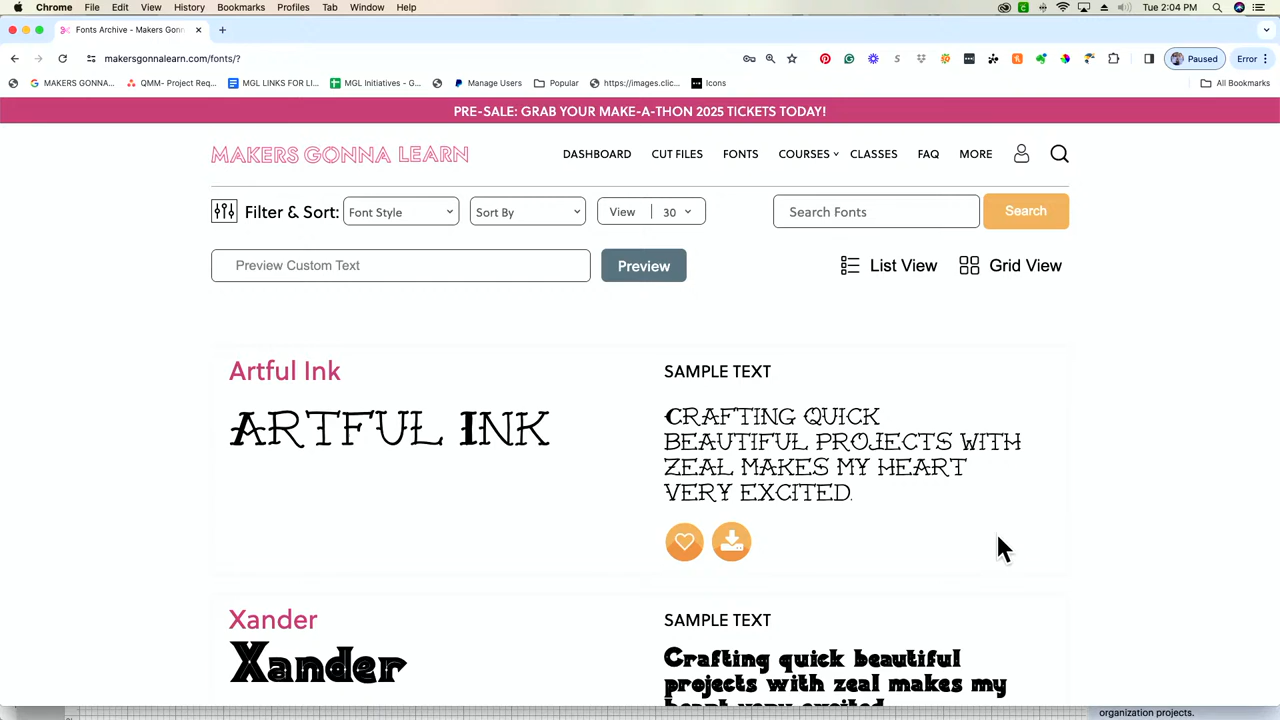 Chrome File Edit View History Bookmarks Profiles Tab Window Help Tue 2:04 PM
Fonts Archive - Makers Gonn
makersgonnalearn.com/fonts/? Paused Error
MAKERS GONNA... QMM- Project Req... MGL LINKS FOR LI... MGL Initiatives - G... Manage Users Popular https://images.clic... Icons All Bookmarks
PRE-SALE: GRAB YOUR MAKE-A-THON 2025 TICKETS TODAY!
MAKERS GONNA LEARN DASHBOARD CUT FILES FONTS COURSES CLASSES FAQ MORE
Filter & Sort: Font Style Sort By View 30 Search Fonts Search
Preview Custom Text Preview List View Grid View
Artful Ink SAMPLE TEXT
ARTFUL INK
CRAFTING QUICK
BEAUTIFUL PROJECTS WITH
ZEAL MAKES MY HEART
VERY EXCITED.
Xander SAMPLE TEXT
Xander
Crafting quick beautiful
projects with zeal makes my
heart very excited
organization projects.